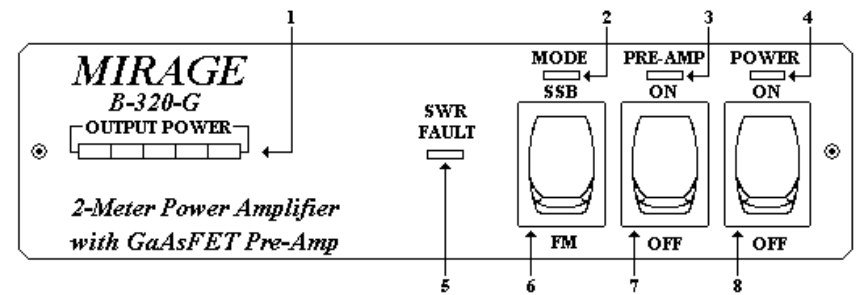 1
2
3
4
MIRAGE
B-320-G
OUTPUT POWER
SWR
FAULT
MODE
SSB
PRE-AMP
ON
POWER
ON
2-Meter Power Amplifier
with GaAsFET Pre-Amp
FM
OFF
OFF
5
6
7
8